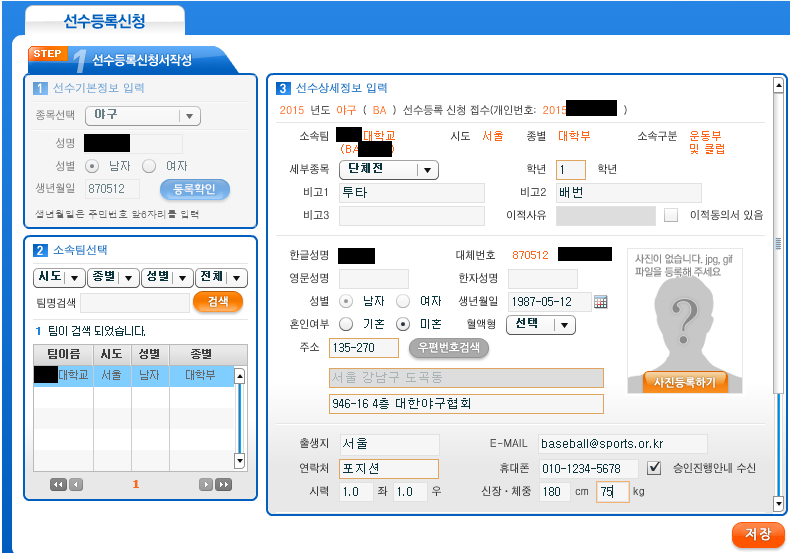 선수등록신청
STEP 1 선수등록신청서작성
1 선수기본정보 입력
종목선택 야구
성명
성별 남자 여자
생년월일 870512 등록확인
생년월일은 주민번호 앞6자리를 입력
2 소속팀선택
시도 종별 성별 전체
팀명검색 검색
1 팀이 검색 되었습니다.
팀이름 시도 성별 종별
대학교 서울 남자 대학부
1
3 선수상세정보 입력
2015 년도 야구 ( BA ) 선수등록 신청 접수(개인번호: 2015 )
소속팀 대학교 시도 서울 종별 대학부 소속구분 운동부
(BA ) 및 클럽
세부종목 단체전 학년 1 학년
비고1 투타 비고2 배번
비고3 이적사유 이적동의서 있음
한글성명 대체번호 870512
영문성명 한자성명
성별 남자 여자 생년월일 1987-05-12
혼인여부 기혼 미혼 혈액형 선택
주소 135-270 우편번호검색
서울 강남구 도곡동
946-16 4층 대한야구협회
사진이 없습니다. jpg, gif
파일을 등록해 주세요
?
사진등록하기
출생지 서울 E-MAIL baseball@sports.or.kr
연락처 포지션 휴대폰 010-1234-5678 승인진행안내 수신
시력 1.0 좌 1.0 우 신장·체중 180 cm 75 kg
저장